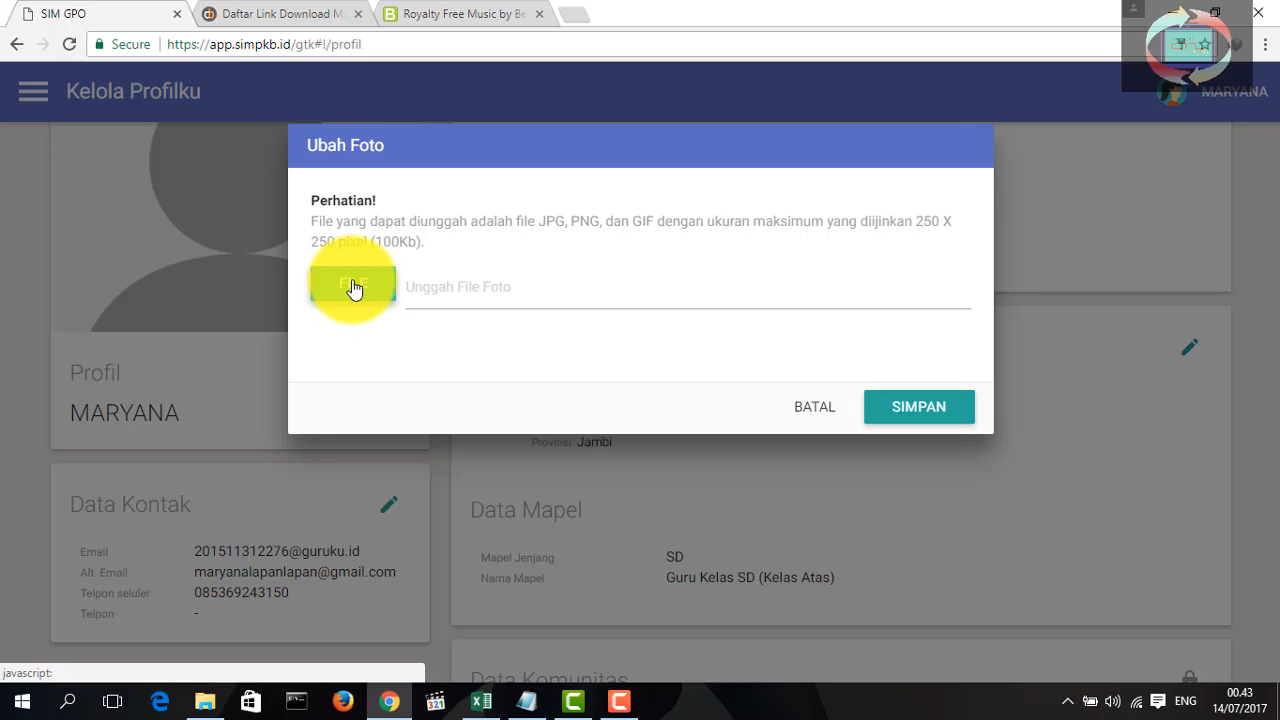 SIM GPO
Daftar Link Download M
Royalty Free Music by Be
Secure
https://app.simpkb.id/gtk#!/profil
Kelola Profilku
MARYANA
Ubah Foto
Perhatian!
File yang dapat diunggah adalah file JPG, PNG, dan GIF dengan ukuran maksimum yang diijinkan 250 X
250 pixel (100Kb).
FILE
Unggah File Foto
BATAL
SIMPAN
Profil
MARYANA
Provinsi: Jambi
Data Kontak
Email 201511312276@guruku.id
Alt. Email maryanalapanlapan@gmail.com
Telpon seluler 085369243150
Telpon -
Data Mapel
Mapel Jenjang SD
Nama Mapel Guru Kelas SD (Kelas Atas)
Data Komunitas
javascript:
321
ENG
00.43
14/07/2017